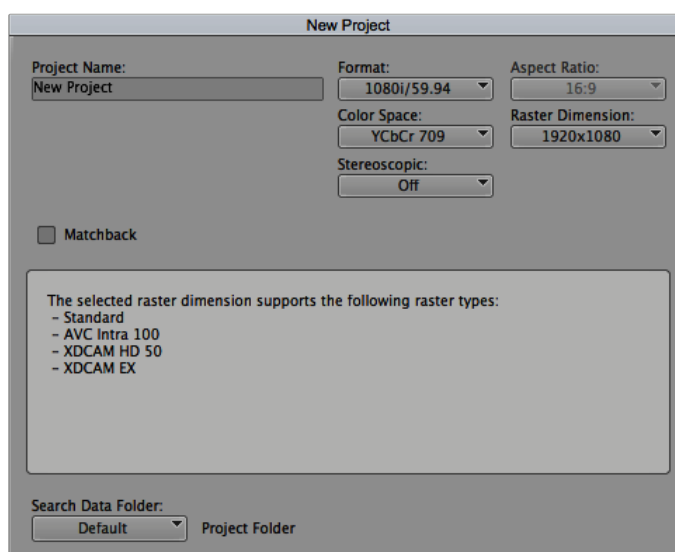 New Project
Project Name:
New Project
Format:
1080i/59.94
Aspect Ratio:
16:9
Color Space:
YCbCr 709
Raster Dimension:
1920x1080
Stereoscopic:
Off
Matchback
The selected raster dimension supports the following raster types:
- Standard
- AVC Intra 100
- XDCAM HD 50
- XDCAM EX
Search Data Folder:
Default
Project Folder